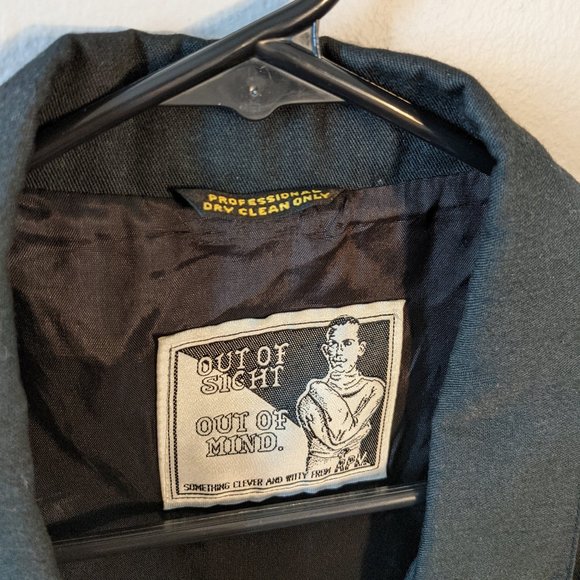 PROFESSIONAL
DRY CLEAN ONLY
OUT OF
SIGHT
OUT OF
MIND.
SOMETHING CLEVER AND WITTY FROM